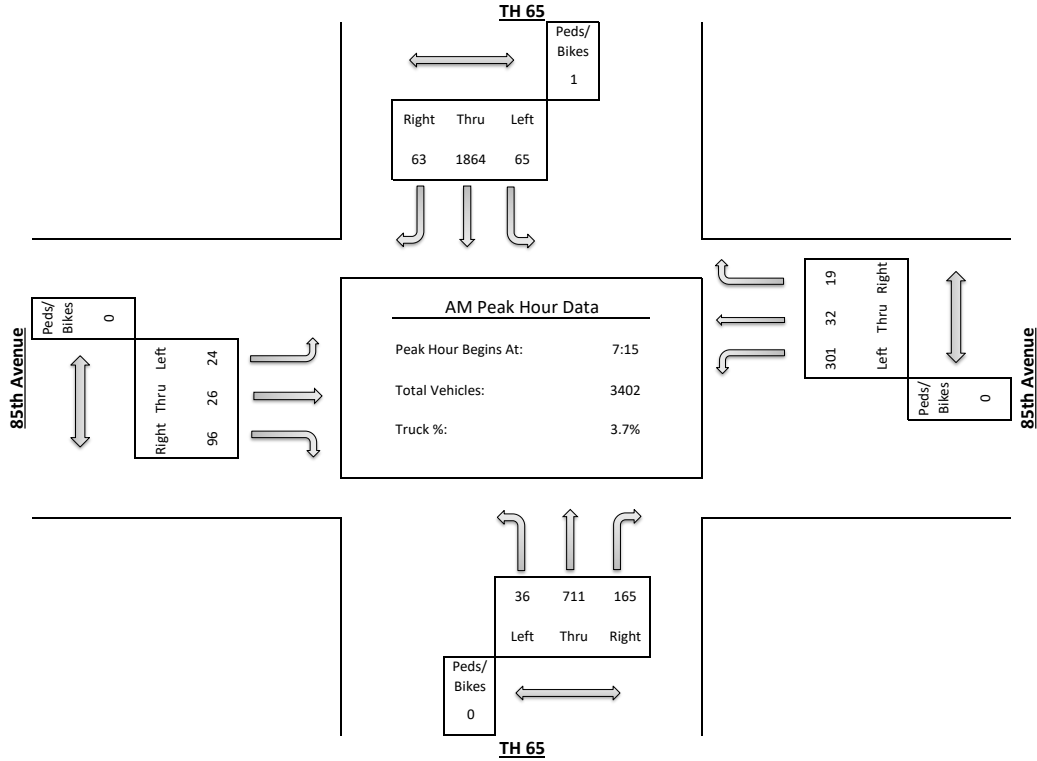 TH 65
Peds/
Bikes
1
Right Thru Left
63 1864 65
AM Peak Hour Data
Peak Hour Begins At: 7:15
Total Vehicles: 3402
Truck %: 3.7%
85th Avenue
Peds/
Bikes
0
Right Thru Left
96 26 24
19 32 301
Right Thru Left
Peds/
Bikes
0
85th Avenue
36 711 165
Left Thru Right
Peds/
Bikes
0
TH 65